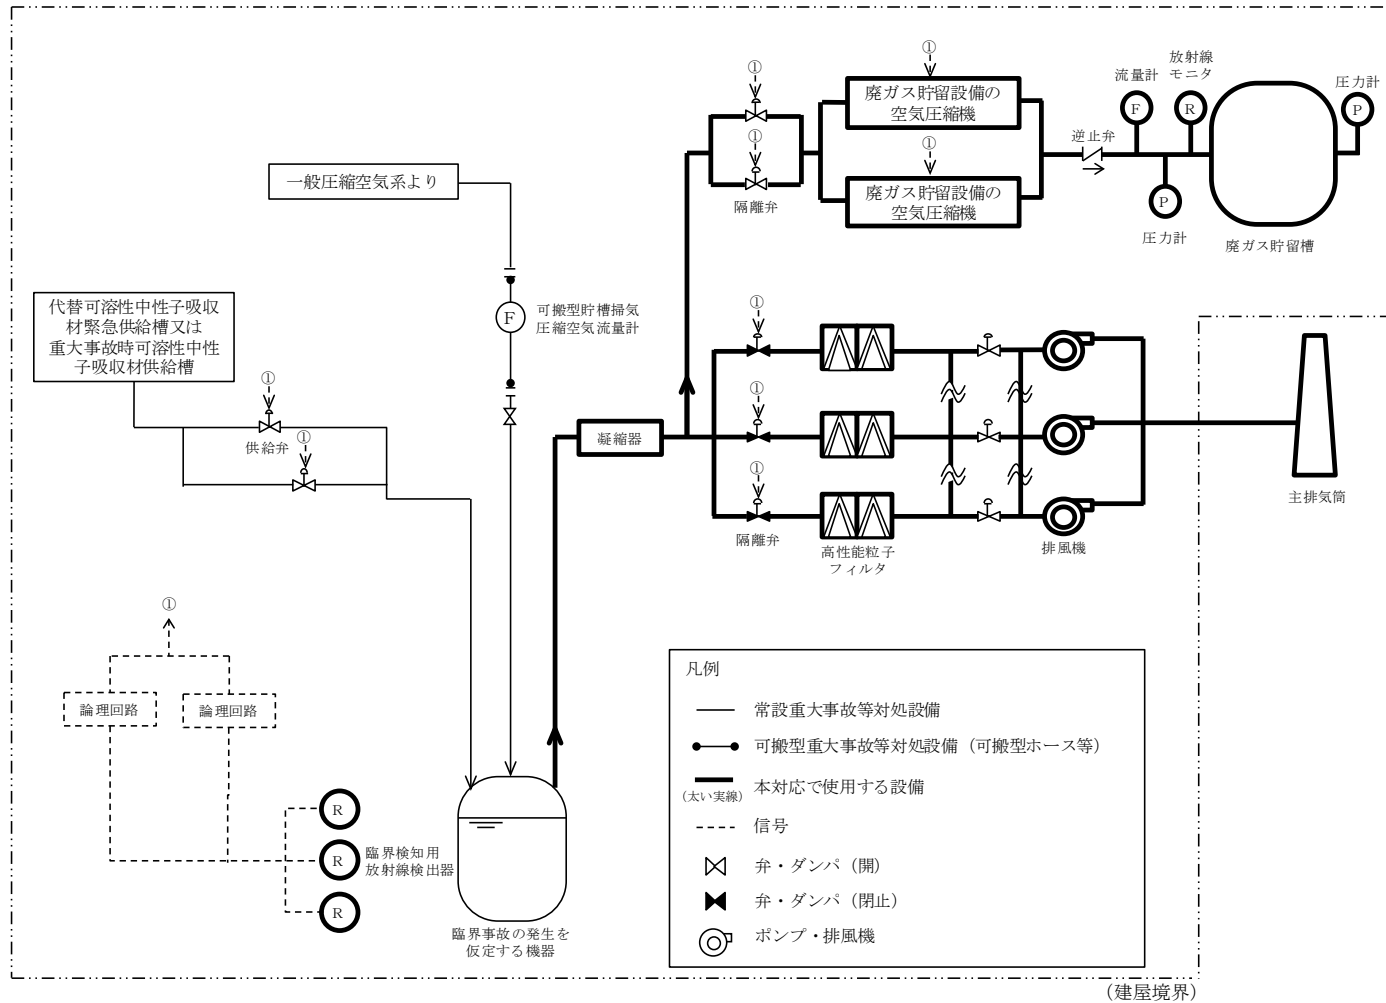 ①
放射線
モニタ
流量計
圧力計
①
廃ガス貯留設備の
空気圧縮機
F
R
P
①
①
逆止弁
廃ガス貯留設備の
空気圧縮機
隔離弁
P
圧力計
廃ガス貯留槽
一般圧縮空気系より
代替可溶性中性子吸収
材緊急供給槽又は
重大事故時可溶性中性
子吸収材供給槽
F
可搬型貯槽掃気
圧縮空気流量計
①
①
供給弁
①
①
凝縮器
①
隔離弁
高性能粒子
フィルタ
排風機
主排気筒
①
論理回路
論理回路
R
R
R
臨界検知用
放射線検出器
臨界事故の発生を
仮定する機器
凡例
常設重大事故等対処設備
可搬型重大事故等対処設備（可搬型ホース等）
本対応で使用する設備
（太い実線）
信号
弁・ダンパ（開）
弁・ダンパ（閉止）
ポンプ・排風機
（建屋境界）